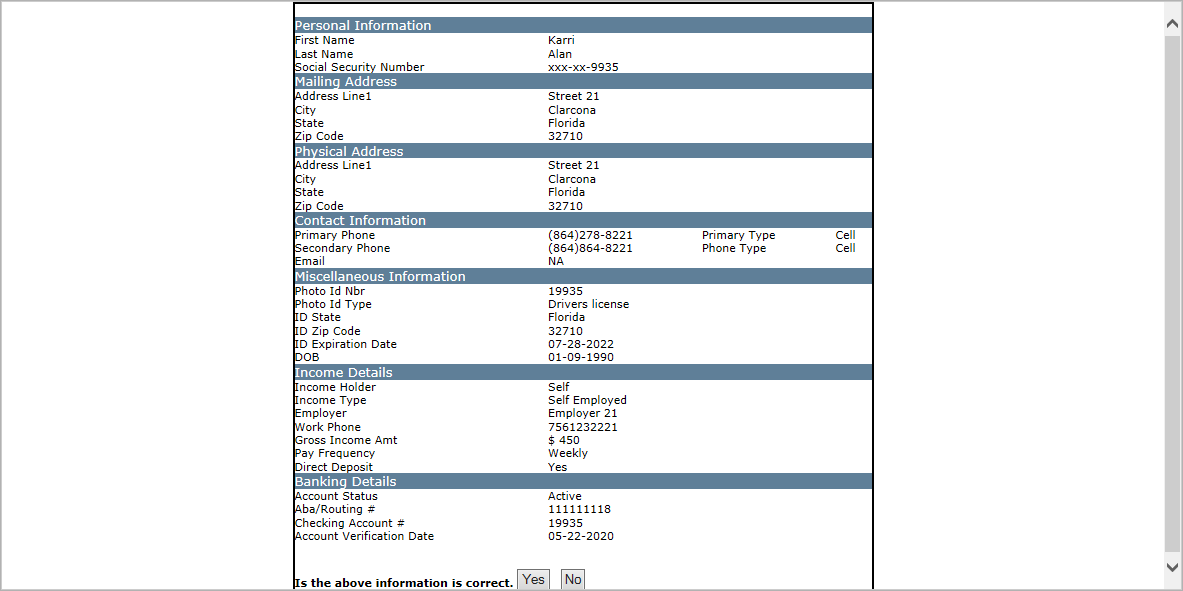 Personal Information
First Name Karri
Last Name Alan
Social Security Number xxx-xx-9935
Mailing Address
Address Line1 Street 21
City Clarcona
State Florida
Zip Code 32710
Physical Address
Address Line1 Street 21
City Clarcona
State Florida
Zip Code 32710
Contact Information
Primary Phone (864)278-8221 Primary Type Cell
Secondary Phone (864)864-8221 Phone Type Cell
Email NA
Miscellaneous Information
Photo Id Nbr 19935
Photo Id Type Drivers license
ID State Florida
ID Zip Code 32710
ID Expiration Date 07-28-2022
DOB 01-09-1990
Income Details
Income Holder Self
Income Type Self Employed
Employer Employer 21
Work Phone 7561232221
Gross Income Amt $ 450
Pay Frequency Weekly
Direct Deposit Yes
Banking Details
Account Status Active
Aba/Routing # 111111118
Checking Account # 19935
Account Verification Date 05-22-2020
Is the above information is correct. Yes No